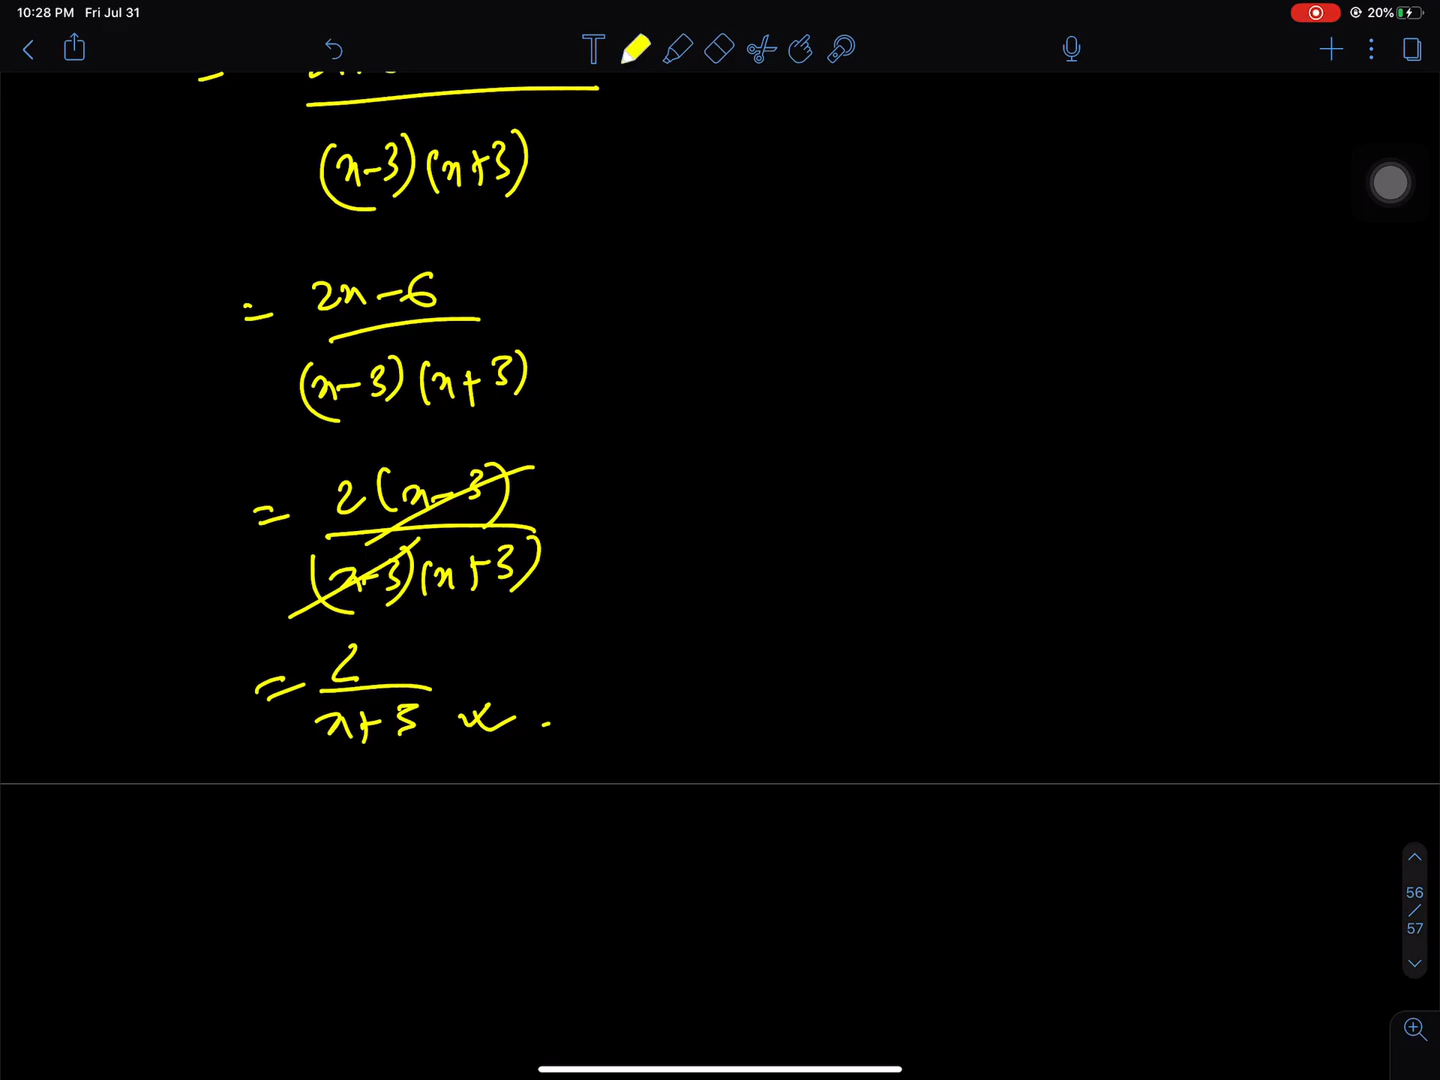 10:28 PM Fri Jul 31
20%
=
(x-3)(x+3)
= 2x-6
(x-3)(x+3)
= 2(x-3)
(x-3)(x+3)
= 2
x+3
56
/
57